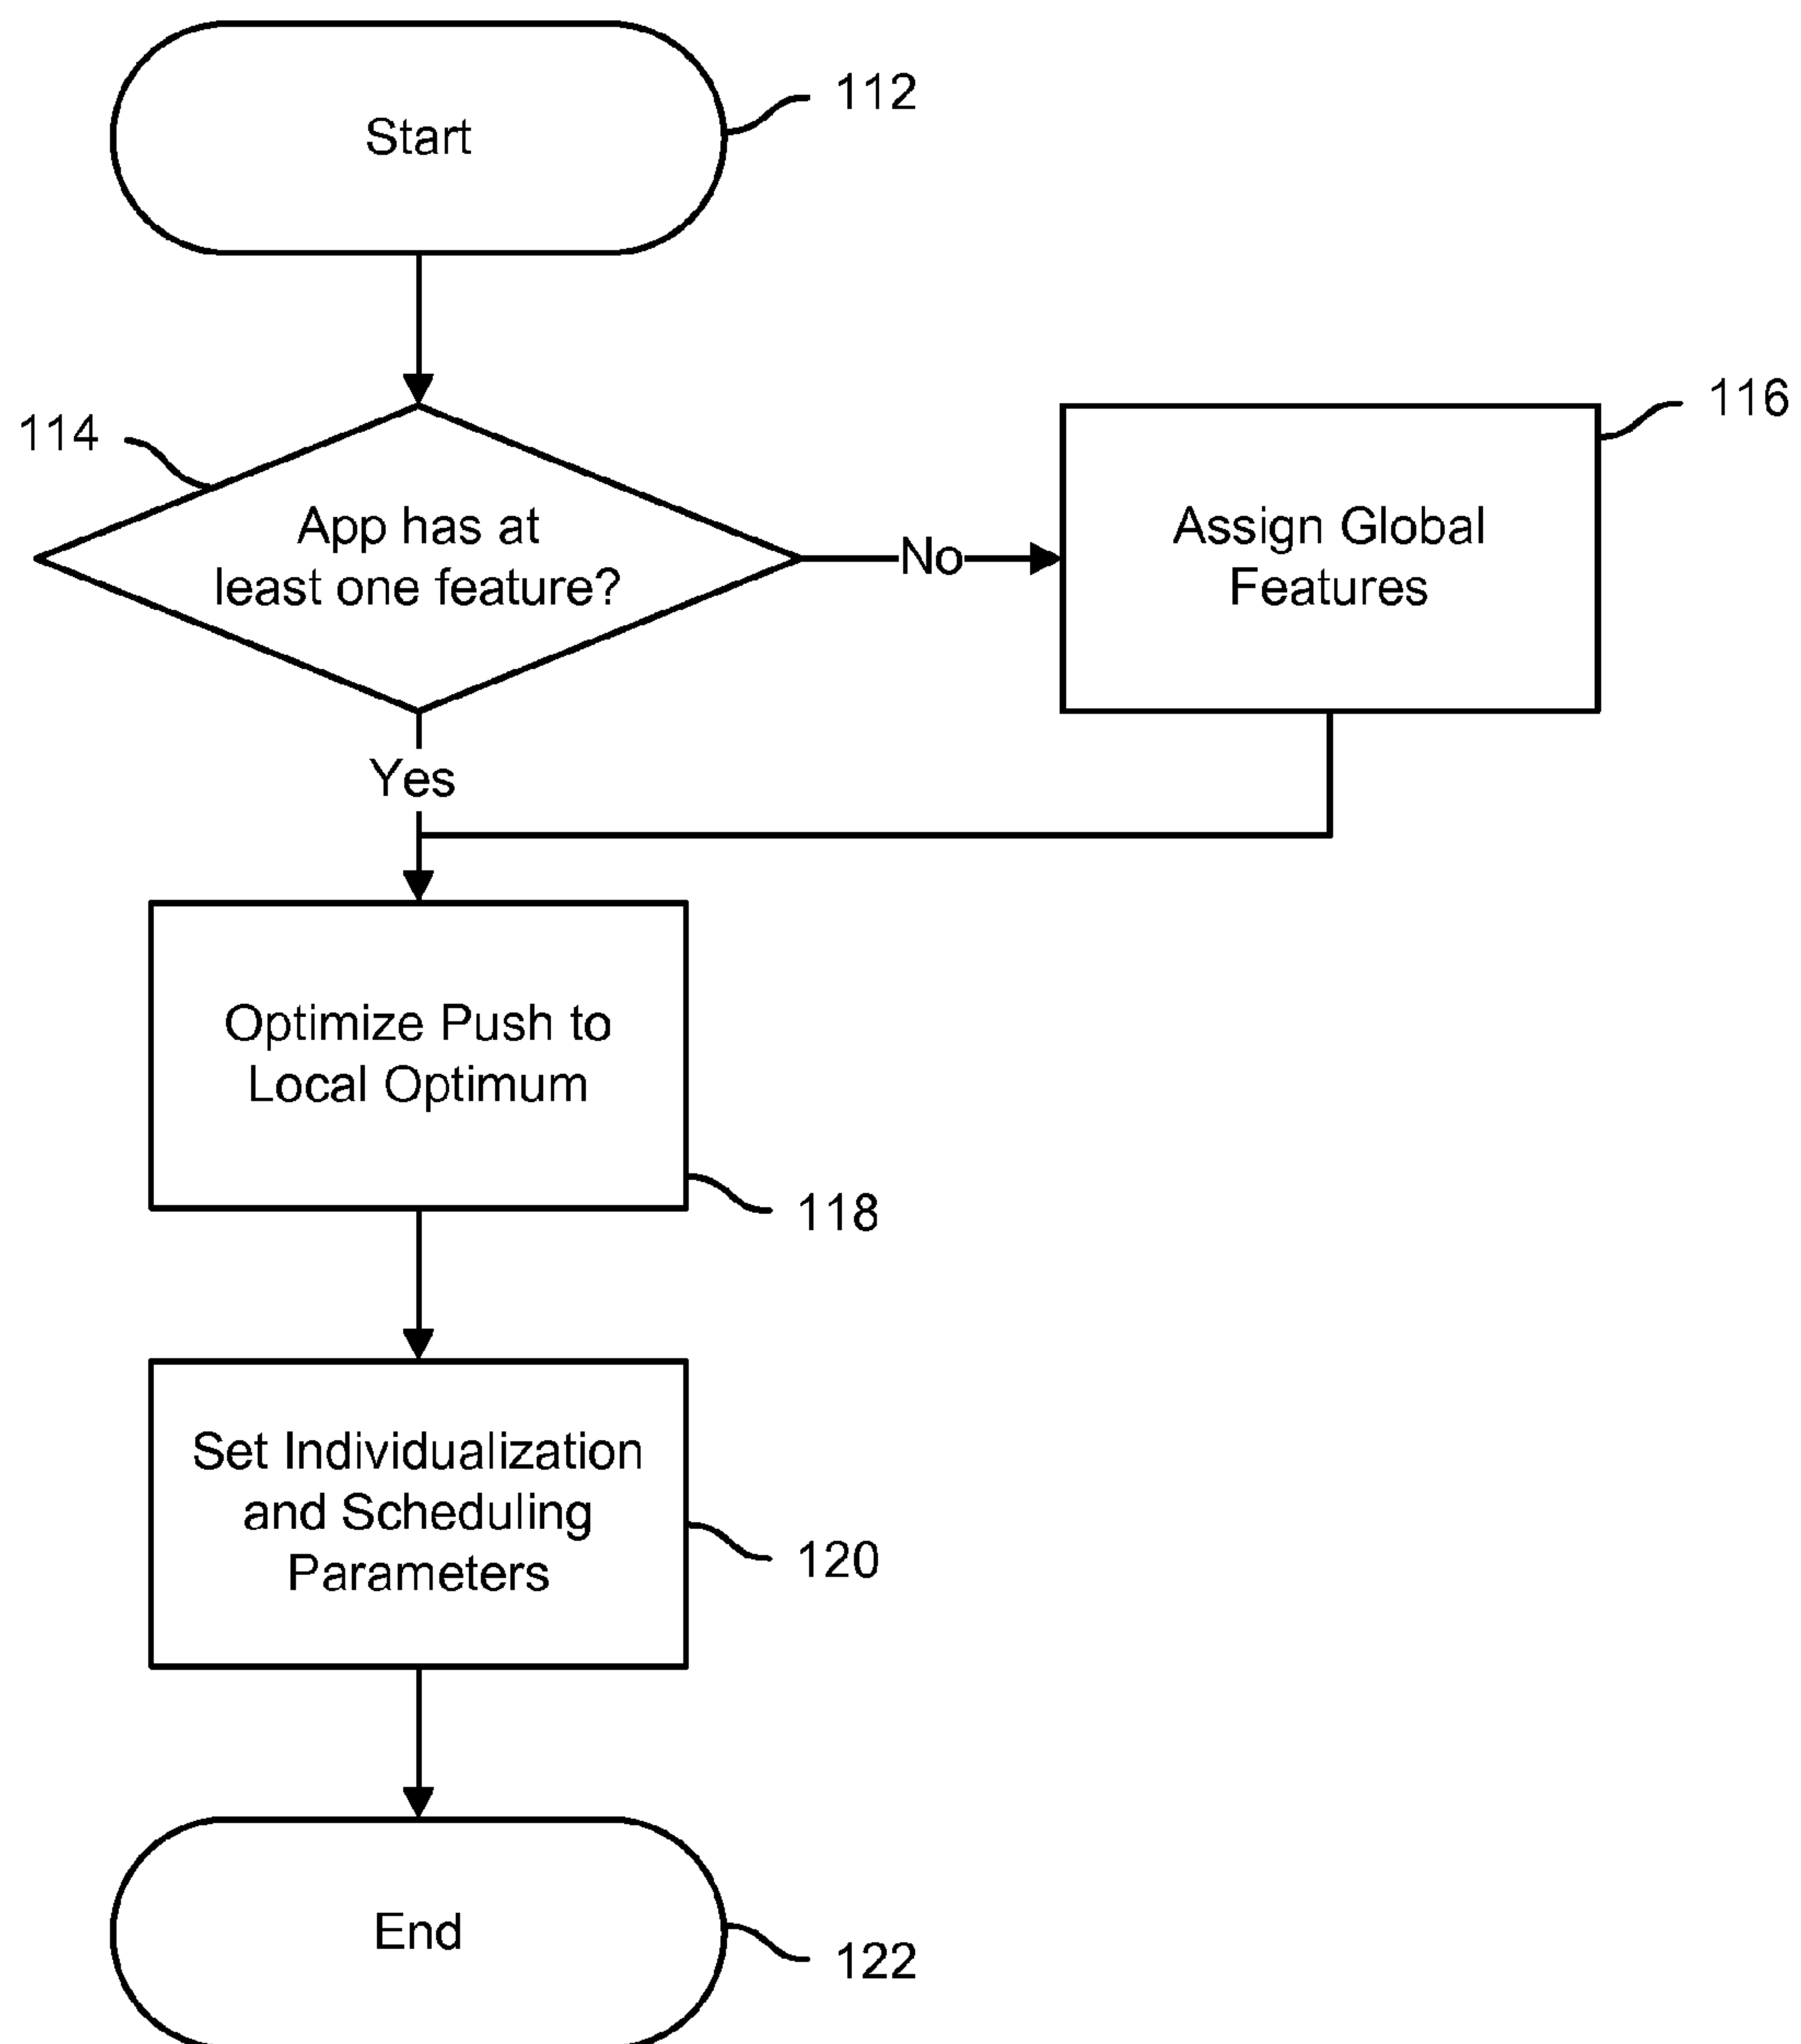 Start
112
114
App has at
least one feature?
No
Assign Global
Features
116
Yes
Optimize Push to
Local Optimum
118
Set Individualization
and Scheduling
Parameters
120
End
122